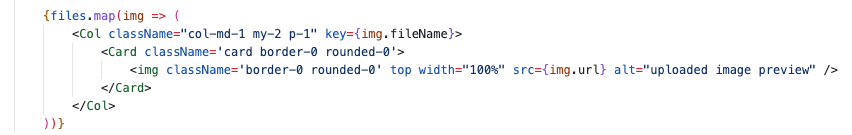 {files.map(img => (
<Col className="col-md-1 my-2 p-1" key={img.fileName}>
<Card className='card border-0 rounded-0'>
<img className='border-0 rounded-0' top width="100%" src={img.url} alt="uploaded image preview" />
</Card>
</Col>
))}